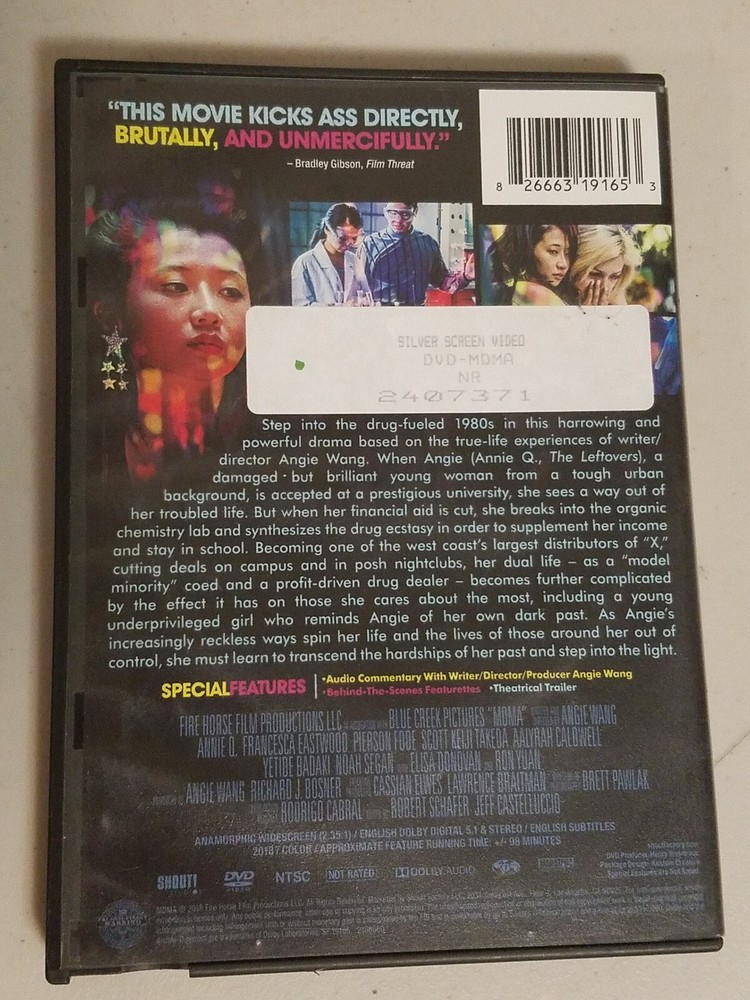 “THIS MOVIE KICKS ASS DIRECTLY,
BRUTALLY, AND UNMERCIFULLY.”
– Bradley Gibson, Film Threat
8 26663 19165 3
SILVER SCREEN VIDEO
DVD-MDMA
NR
2407371
Step into the drug-fueled 1980s in this harrowing and
powerful drama based on the true-life experiences of writer/
director Angie Wang. When Angie (Annie Q., The Leftovers), a
damaged but brilliant young woman from a tough urban
background, is accepted at a prestigious university, she sees a way out of
her troubled life. But when her financial aid is cut, she breaks into the organic
chemistry lab and synthesizes the drug ecstasy in order to supplement her income
and stay in school. Becoming one of the west coast’s largest distributors of “X,”
cutting deals on campus and in posh nightclubs, her dual life – as a “model
minority” coed and a profit-driven drug dealer – becomes further complicated
by the effect it has on those she cares about the most, including a young
underprivileged girl who reminds Angie of her own dark past. As Angie’s
increasingly reckless ways spin her life and the lives of those around her out of
control, she must learn to transcend the hardships of her past and step into the light.
SPECIAL FEATURES
•Audio Commentary With Writer/Director/Producer Angie Wang
•Behind-The-Scenes Featurettes •Theatrical Trailer
FIRE HORSE FILM PRODUCTIONS LLC BLUE CREEK PICTURES “MDMA” ANGIE WANG
ANNIE Q. FRANCESCA EASTWOOD PIERSON FODE SCOTT KEIJI TAKEDA AALYRAH CALDWELL
YETIDE BADAKI NOAH SEGAN ELISA DONOVAN RON YUAN
ANGIE WANG RICHARD J. BOSNER CASSIAN ELWES LAWRENCE BRAITMAN BRETT PAWLAK
RODRIGO CABRAL ROBERT SCHAFER JEFF CASTELLUCCIO
ANAMORPHIC WIDESCREEN (2.35:1) / ENGLISH DOLBY DIGITAL 5.1 & STEREO / ENGLISH SUBTITLES
COLOR / APPROXIMATE FEATURE RUNNING TIME: +/- 98 MINUTES
SHOUT! DVD VIDEO NTSC NOT RATED DOLBY AUDIO